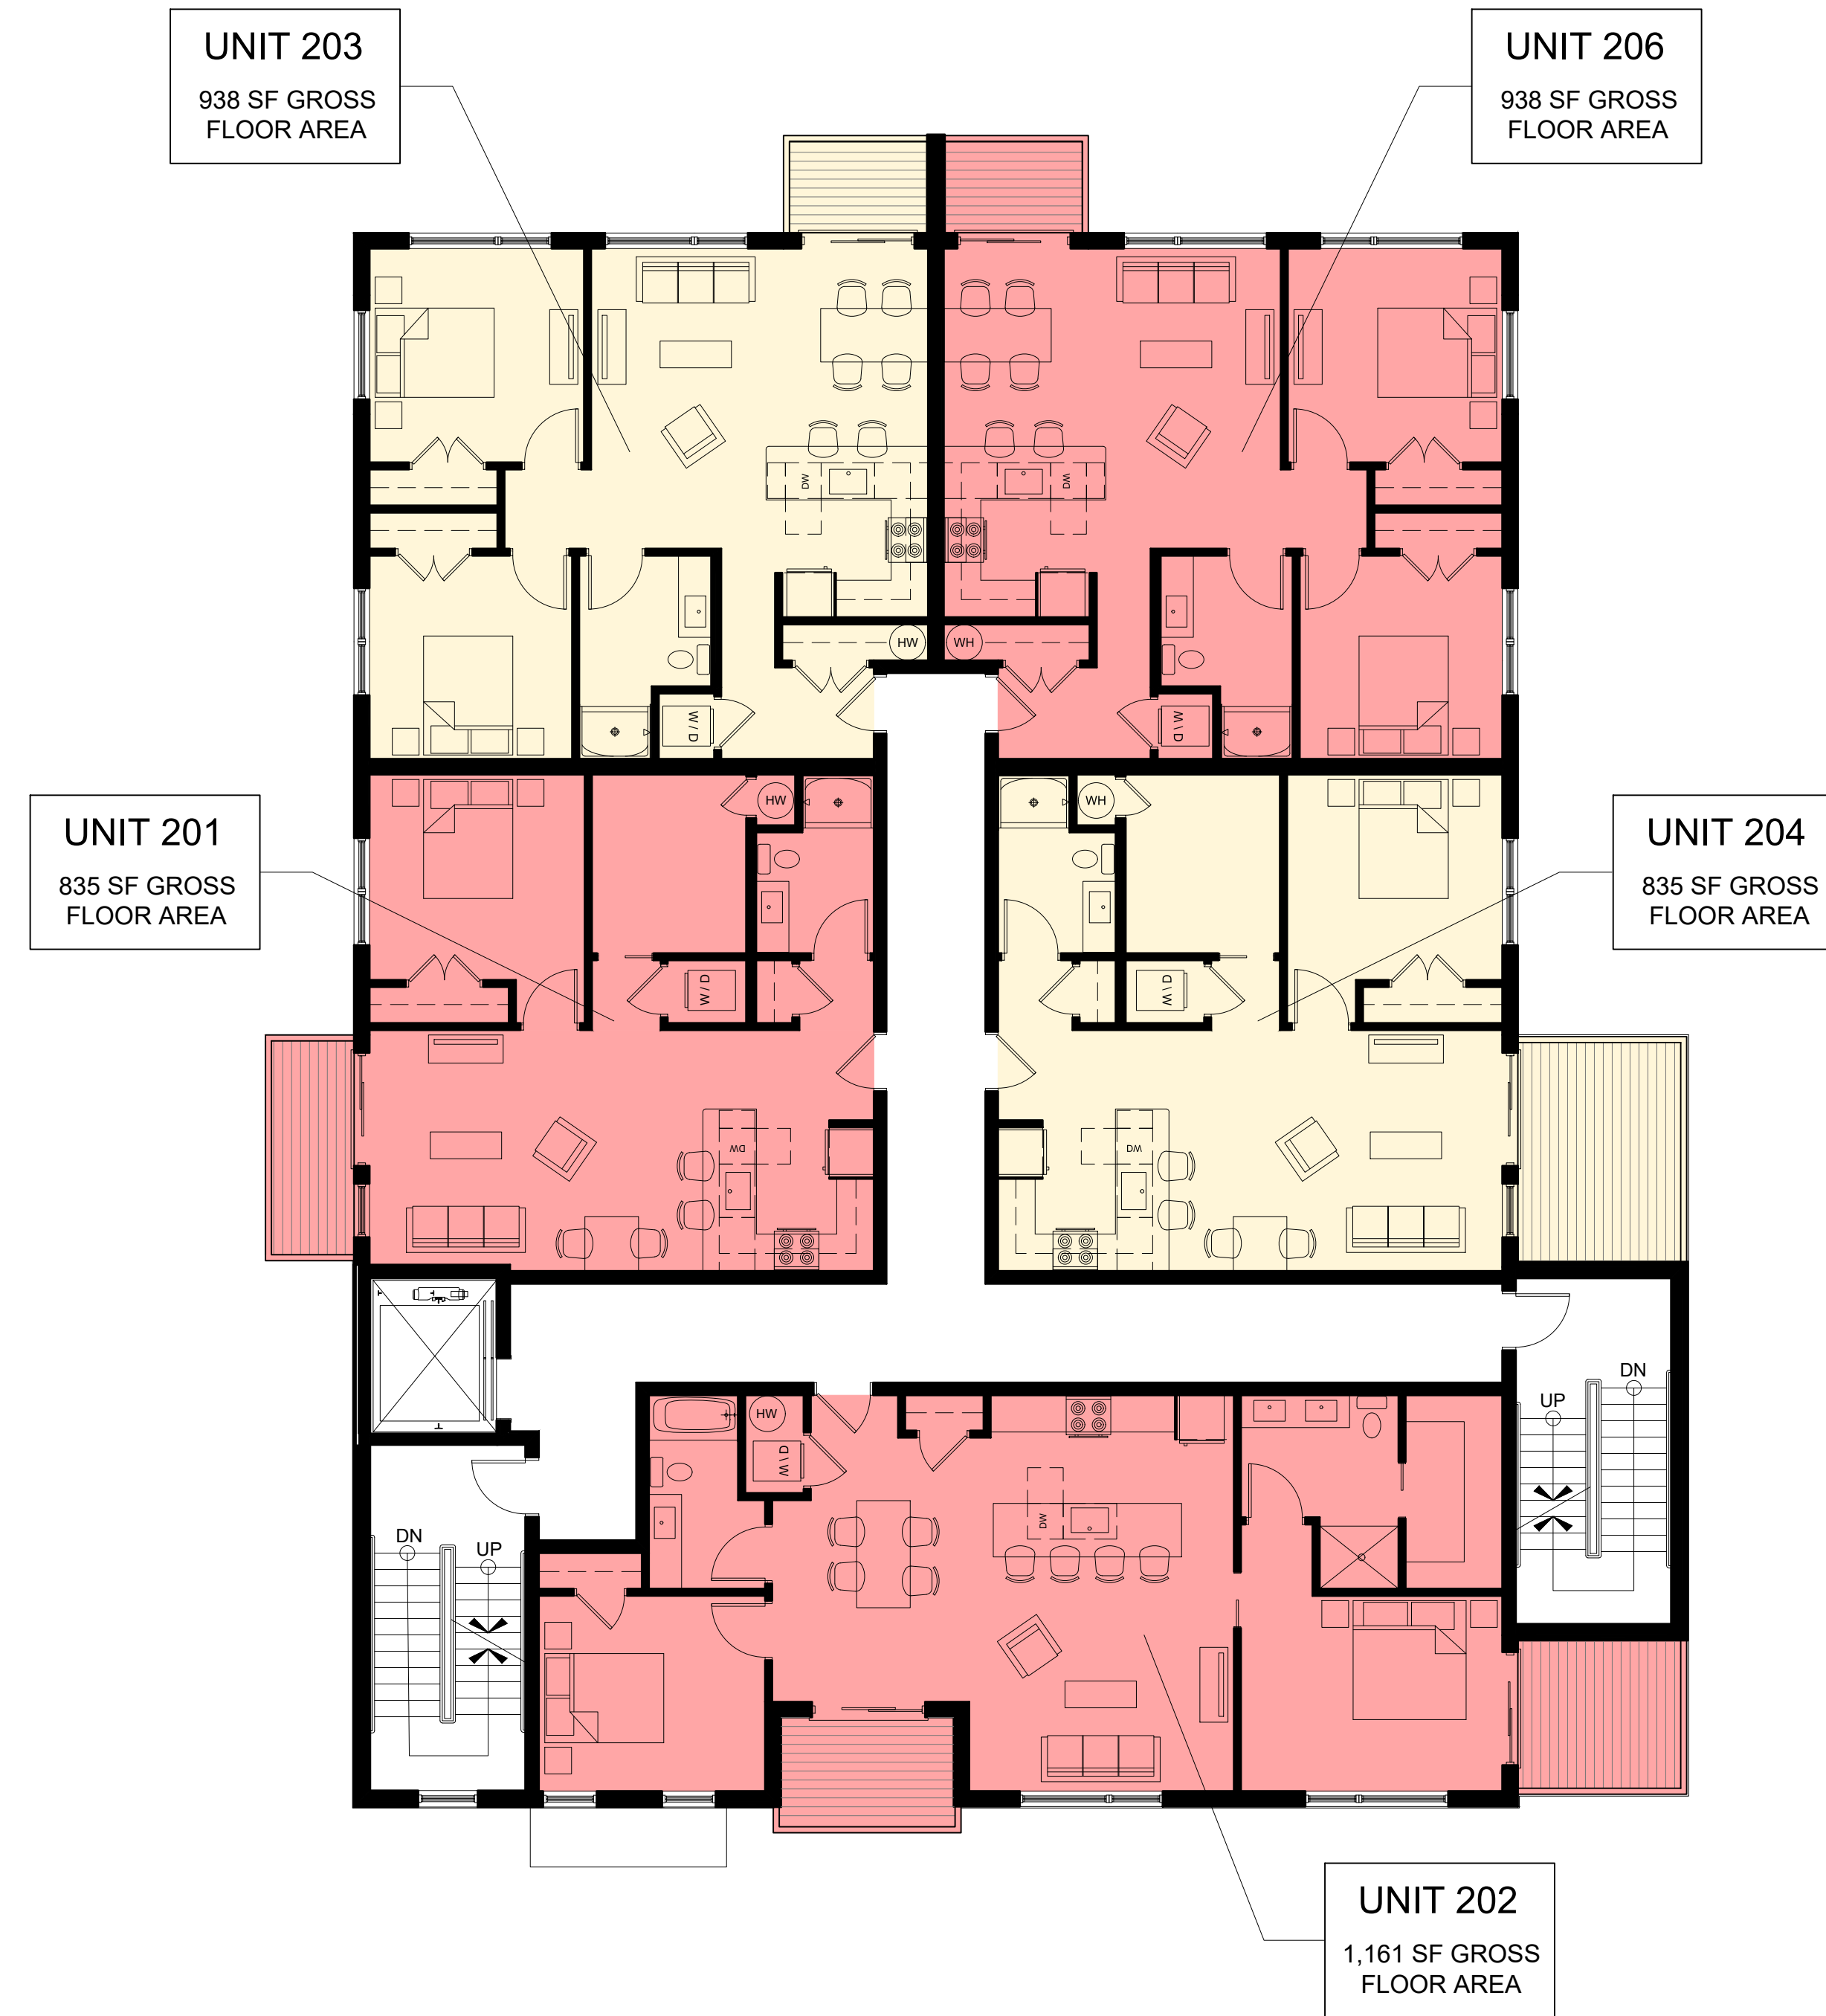 UNIT 203
938 SF GROSS
FLOOR AREA
UNIT 206
938 SF GROSS
FLOOR AREA
DW
DW
HW
WH
W / D
W \ D
UNIT 201
835 SF GROSS
FLOOR AREA
HW
WH
UNIT 204
835 SF GROSS
FLOOR AREA
W \ D
W \ D
DW
WD
DN
UP
HW
W \ D
DW
DN
UP
UNIT 202
1,161 SF GROSS
FLOOR AREA